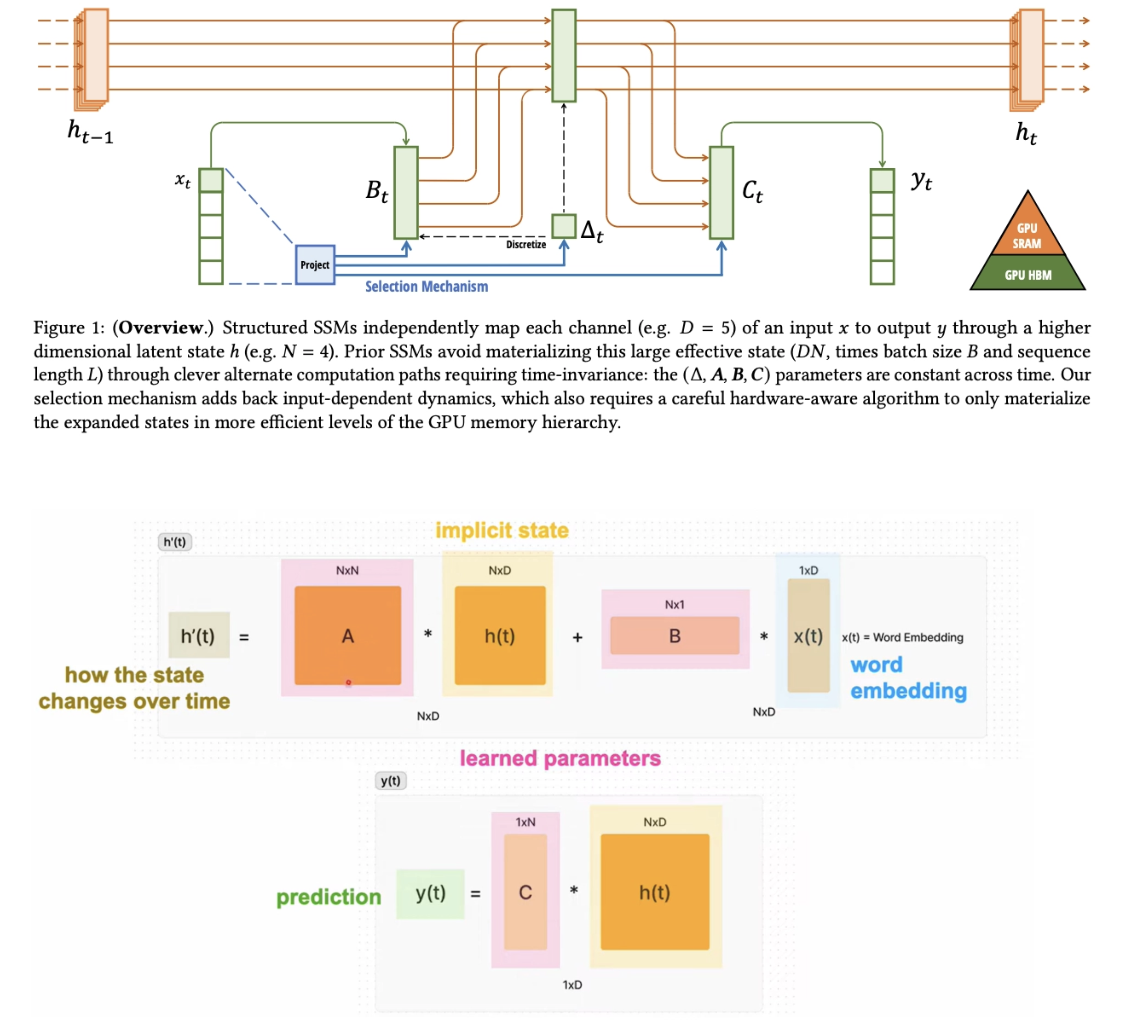 h_{t−1}
x_t
B_t
Δ_t
Discretize
Project
Selection Mechanism
C_t
y_t
h_t
GPU
SRAM
GPU HBM
Figure 1: (Overview.) Structured SSMs independently map each channel (e.g. D = 5) of an input x to output y through a higher
dimensional latent state h (e.g. N = 4). Prior SSMs avoid materializing this large effective state (DN, times batch size B and sequence
length L) through clever alternate computation paths requiring time-invariance: the (Δ, A, B, C) parameters are constant across time. Our
selection mechanism adds back input-dependent dynamics, which also requires a careful hardware-aware algorithm to only materialize
the expanded states in more efficient levels of the GPU memory hierarchy.
implicit state
h'(t)
NxN
NxD
Nx1
1xD
h'(t) = A * h(t) + B * x(t)
x(t) = Word Embedding
how the state
changes over time
word
embedding
NxD
NxD
learned parameters
y(t)
1xN
NxD
prediction
y(t) = C * h(t)
1xD